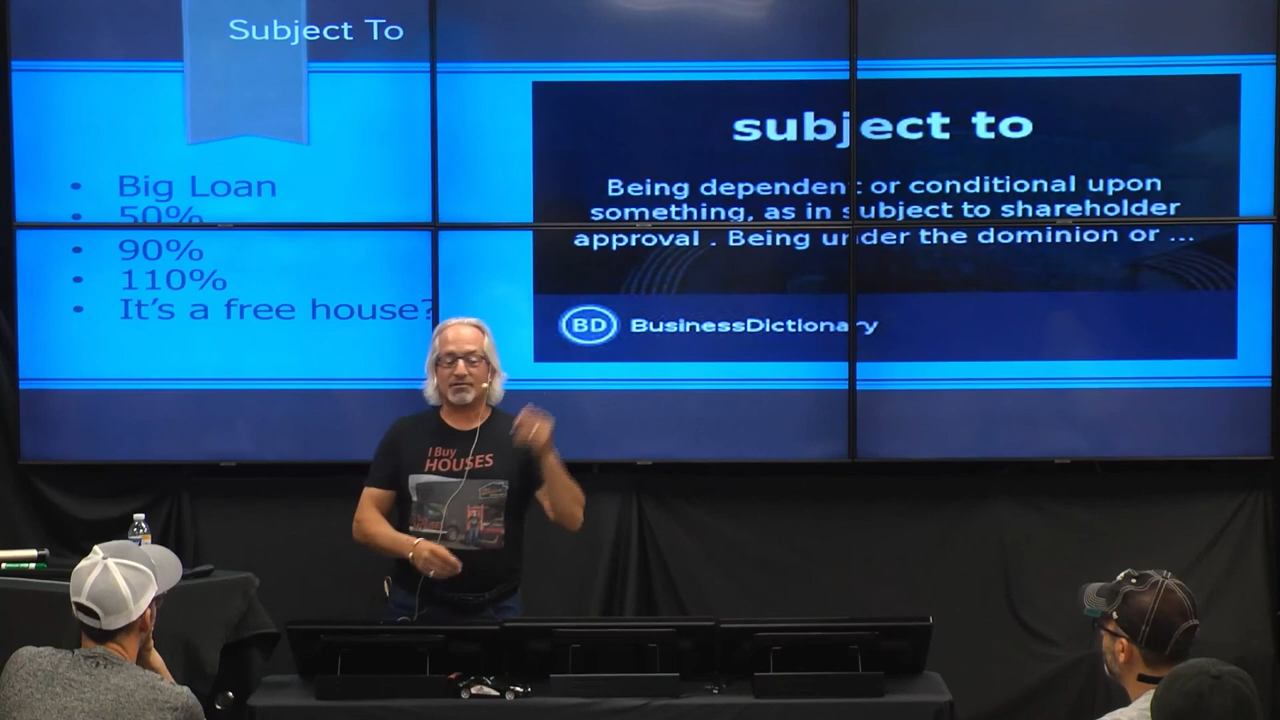 Subject To
• Big Loan
• 50%
• 90%
• 110%
• It's a free house?
subject to
Being dependent or conditional upon
something, as in subject to shareholder
approval . Being under the dominion or ...
BD BusinessDictionary
I Buy
HOUSES